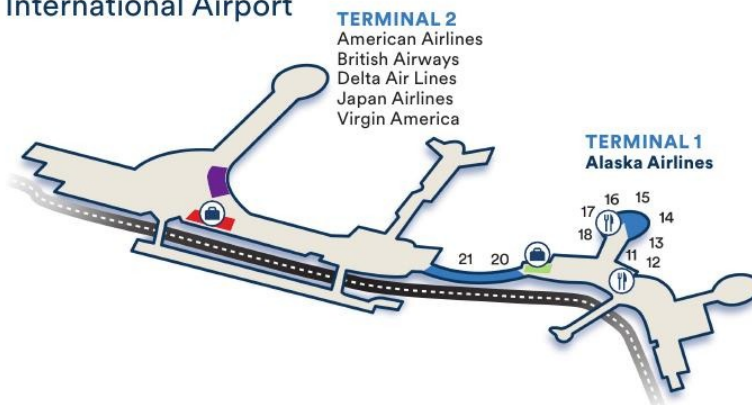 International Airport
TERMINAL 2
American Airlines
British Airways
Delta Air Lines
Japan Airlines
Virgin America
TERMINAL 1
Alaska Airlines
16 15
17 14
18 13
11 12
21 20